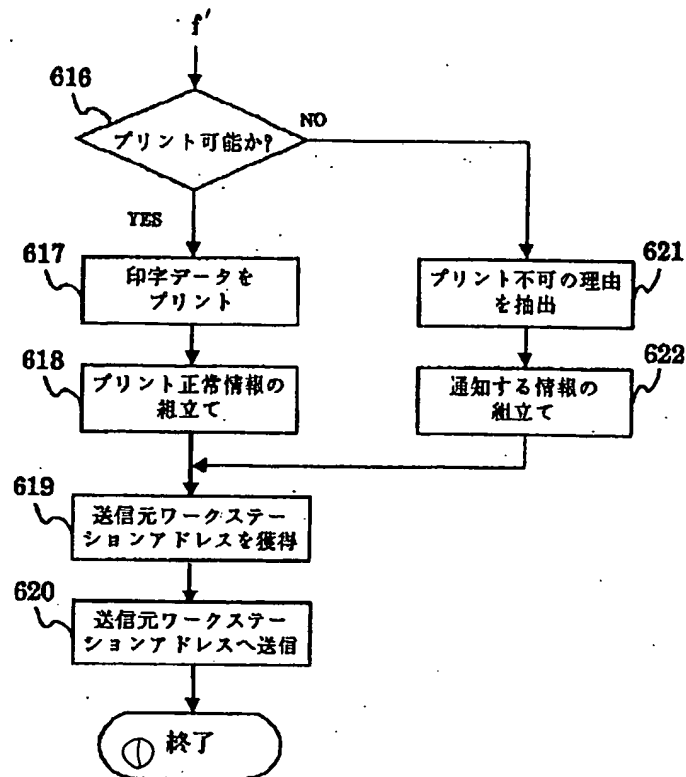 f′
616
プリント可能か?
NO
YES
617
印字データを
プリント
621
プリント不可の理由
を抽出
618
プリント正常情報の
組立て
622
通知する情報の
組立て
619
送信元ワークステー
ションアドレスを獲得
620
送信元ワークステー
ションアドレスへ送信
① 終了